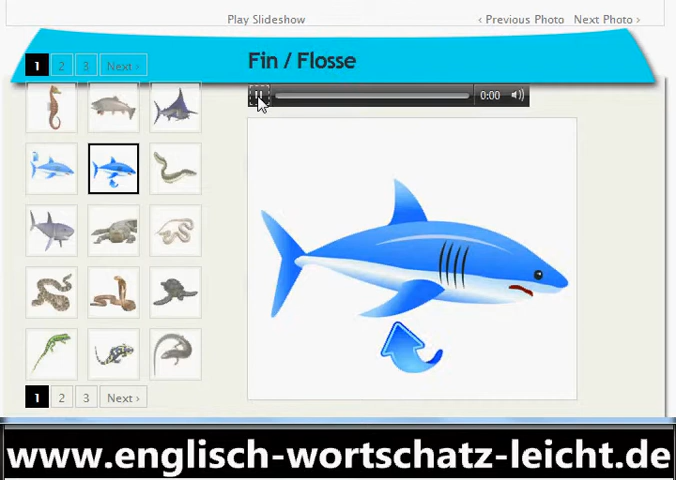 Play Slideshow
‹ Previous Photo Next Photo ›
Fin / Flosse
1 2 3 Next ›
0:00
1 2 3 Next ›
www.englisch-wortschatz-leicht.de